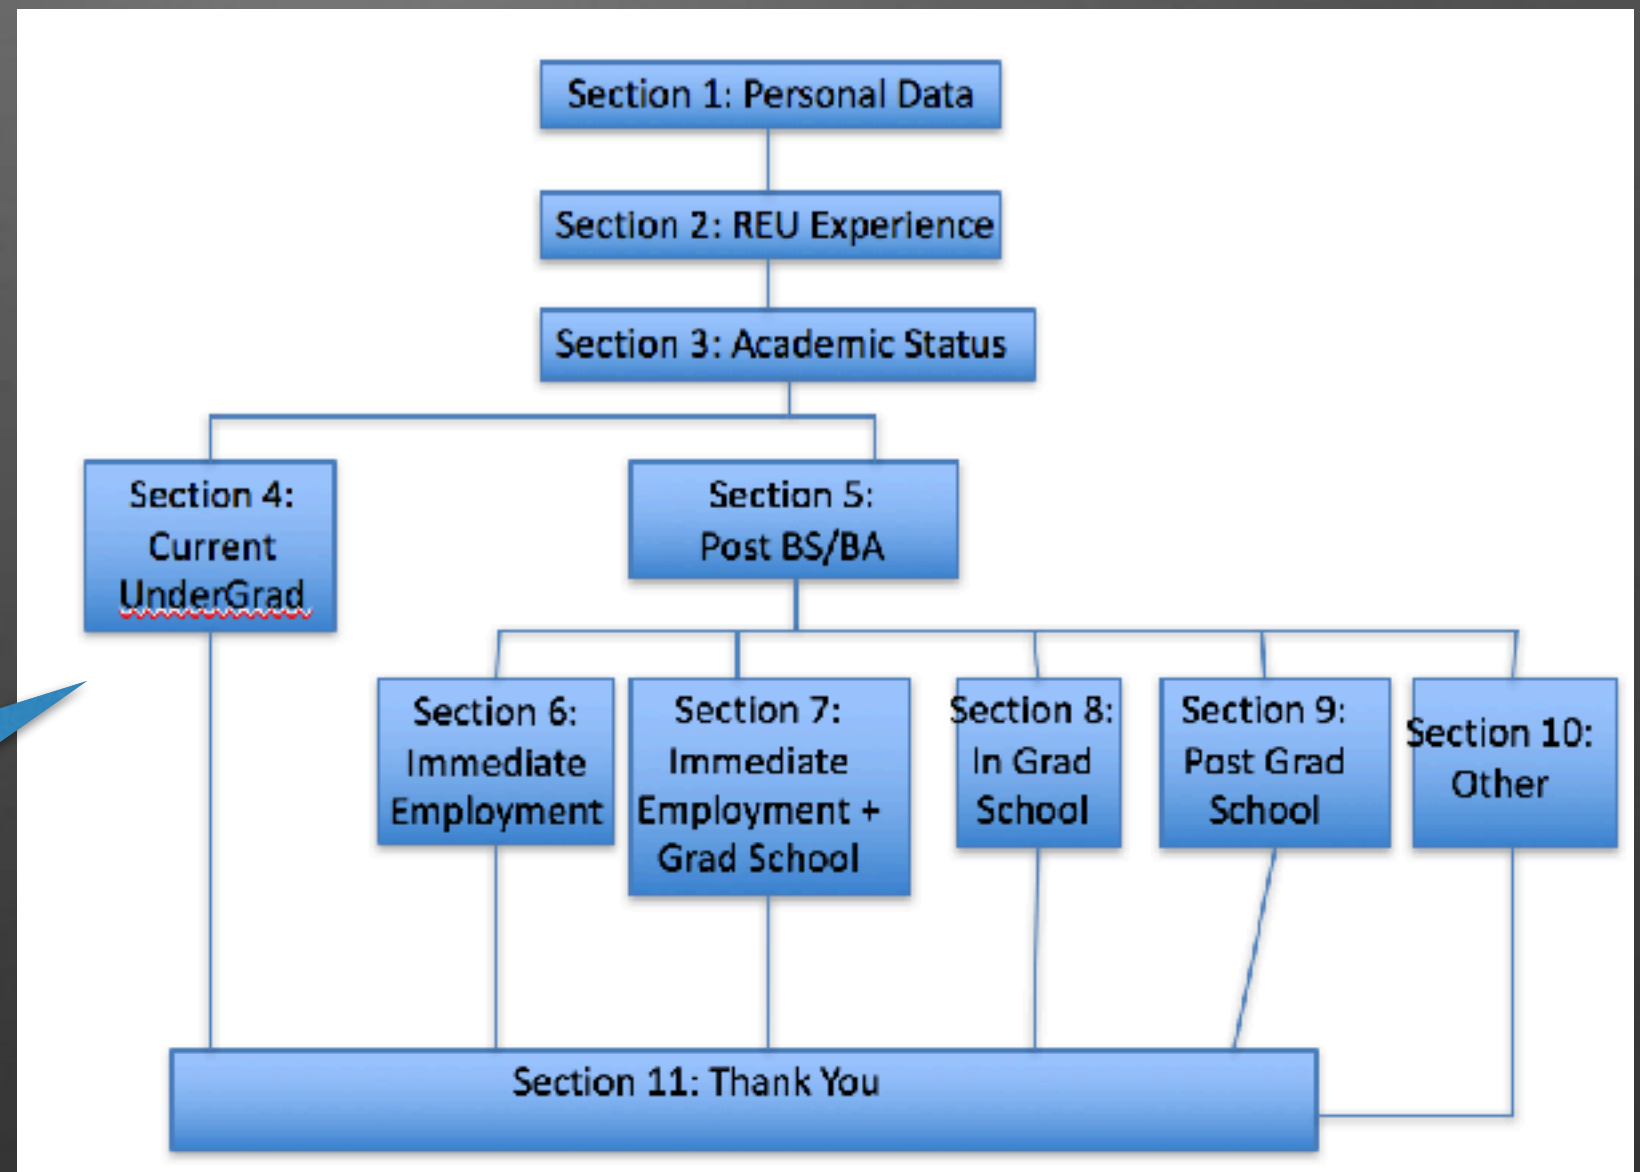 Section 1: Personal Data
Section 2: REU Experience
Section 3: Academic Status
Section 4:
Current
UnderGrad
Section 5:
Post BS/BA
Section 6:
Immediate
Employment
Section 7:
Immediate
Employment +
Grad School
Section 8:
In Grad
School
Section 9:
Post Grad
School
Section 10:
Other
Section 11: Thank You